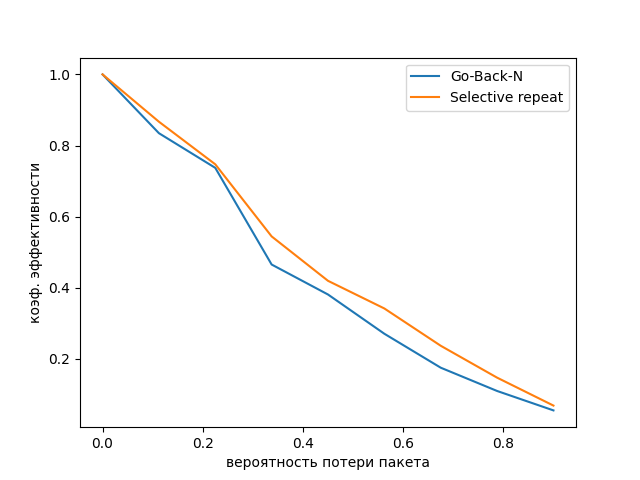 Go-Back-N
Selective repeat
1.0
0.8
0.6
0.4
0.2
коэф. эффективности
0.0 0.2 0.4 0.6 0.8
вероятность потери пакета